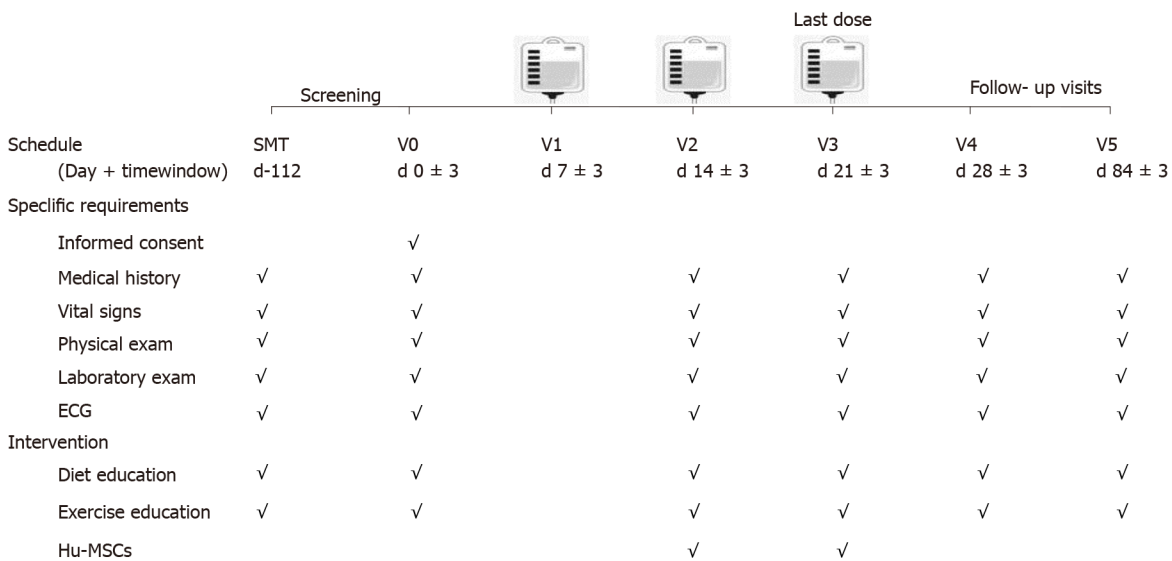 Last dose
Screening
Follow- up visits
Schedule SMT V0 V1 V2 V3 V4 V5
(Day + timewindow) d-112 d 0 ± 3 d 7 ± 3 d 14 ± 3 d 21 ± 3 d 28 ± 3 d 84 ± 3
Speclific requirements
Informed consent √
Medical history √ √ √ √ √ √
Vital signs √ √ √ √ √ √
Physical exam √ √ √ √ √ √
Laboratory exam √ √ √ √ √ √
ECG √ √ √ √ √ √
Intervention
Diet education √ √ √ √ √ √
Exercise education √ √ √ √ √ √
Hu-MSCs √ √